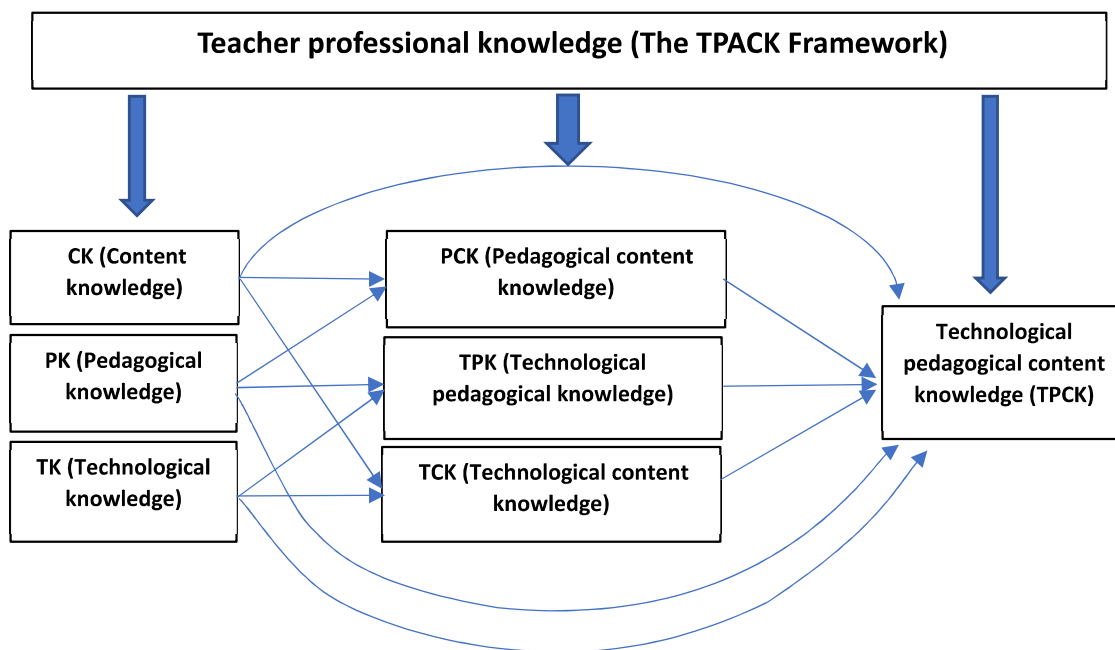 Teacher professional knowledge (The TPACK Framework)
CK (Content
knowledge)
PK (Pedagogical
knowledge)
TK (Technological
knowledge)
PCK (Pedagogical content
knowledge)
TPK (Technological
pedagogical knowledge)
TCK (Technological content
knowledge)
Technological
pedagogical content
knowledge (TPCK)